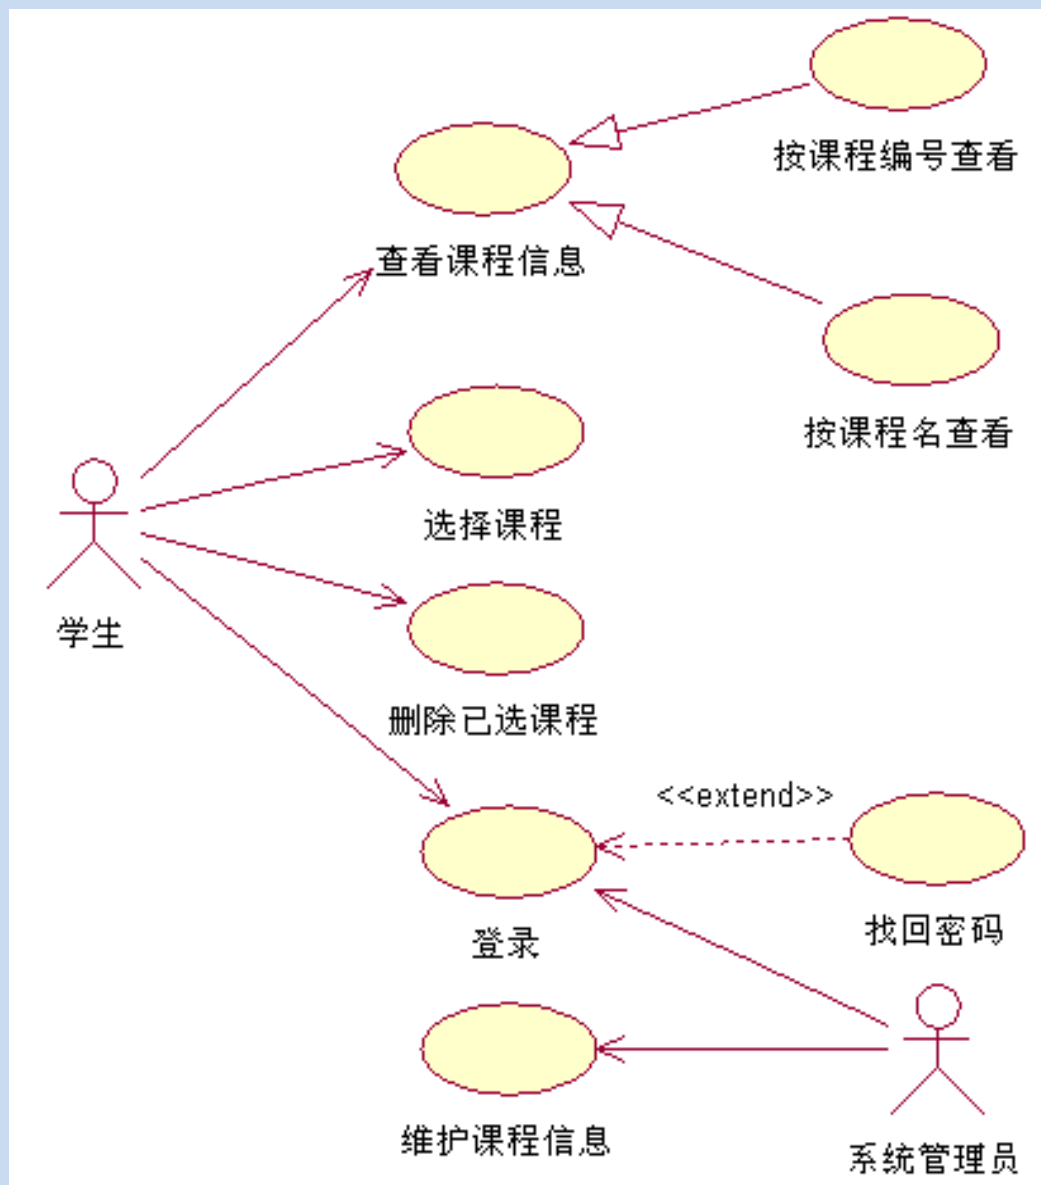 按课程编号查看
查看课程信息
按课程名查看
选择课程
学生
删除已选课程
<<extend>>
登录
找回密码
维护课程信息
系统管理员